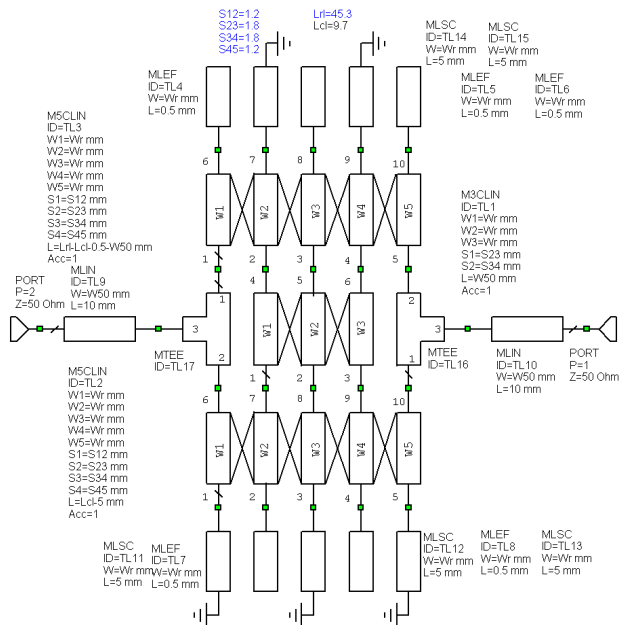 S12=1.2
S23=1.8
S34=1.8
S45=1.2
Lrl=45.3
Lcl=9.7
MLEF
ID=TL4
W=Wr mm
L=0.5 mm
MLSC
ID=TL14
W=Wr mm
L=5 mm
MLSC
ID=TL15
W=Wr mm
L=5 mm
MLEF
ID=TL5
W=Wr mm
L=0.5 mm
MLEF
ID=TL6
W=Wr mm
L=0.5 mm
M5CLIN
ID=TL3
W1=Wr mm
W2=Wr mm
W3=Wr mm
W4=Wr mm
W5=Wr mm
S1=S12 mm
S2=S23 mm
S3=S34 mm
S4=S45 mm
L=Lrl-Lcl-0.5-W50 mm
Acc=1
6 7 8 9 10
W1 W2 W3 W4 W5
1 2 3 4 5
M3CLIN
ID=TL1
W1=Wr mm
W2=Wr mm
W3=Wr mm
S1=S23 mm
S2=S34 mm
L=W50 mm
Acc=1
PORT
P=2
Z=50 Ohm
MLIN
ID=TL9
W=W50 mm
L=10 mm
1
3
2
MTEE
ID=TL17
4 5 6
W1 W2 W3
1 2 3
2
3
1
MTEE
ID=TL16
MLIN
ID=TL10
W=W50 mm
L=10 mm
PORT
P=1
Z=50 Ohm
M5CLIN
ID=TL2
W1=Wr mm
W2=Wr mm
W3=Wr mm
W4=Wr mm
W5=Wr mm
S1=S12 mm
S2=S23 mm
S3=S34 mm
S4=S45 mm
L=Lcl-5 mm
Acc=1
6 7 8 9 10
W1 W2 W3 W4 W5
1 2 3 4 5
MLSC
ID=TL11
W=Wr mm
L=5 mm
MLEF
ID=TL7
W=Wr mm
L=0.5 mm
MLSC
ID=TL12
W=Wr mm
L=5 mm
MLEF
ID=TL8
W=Wr mm
L=0.5 mm
MLSC
ID=TL13
W=Wr mm
L=5 mm